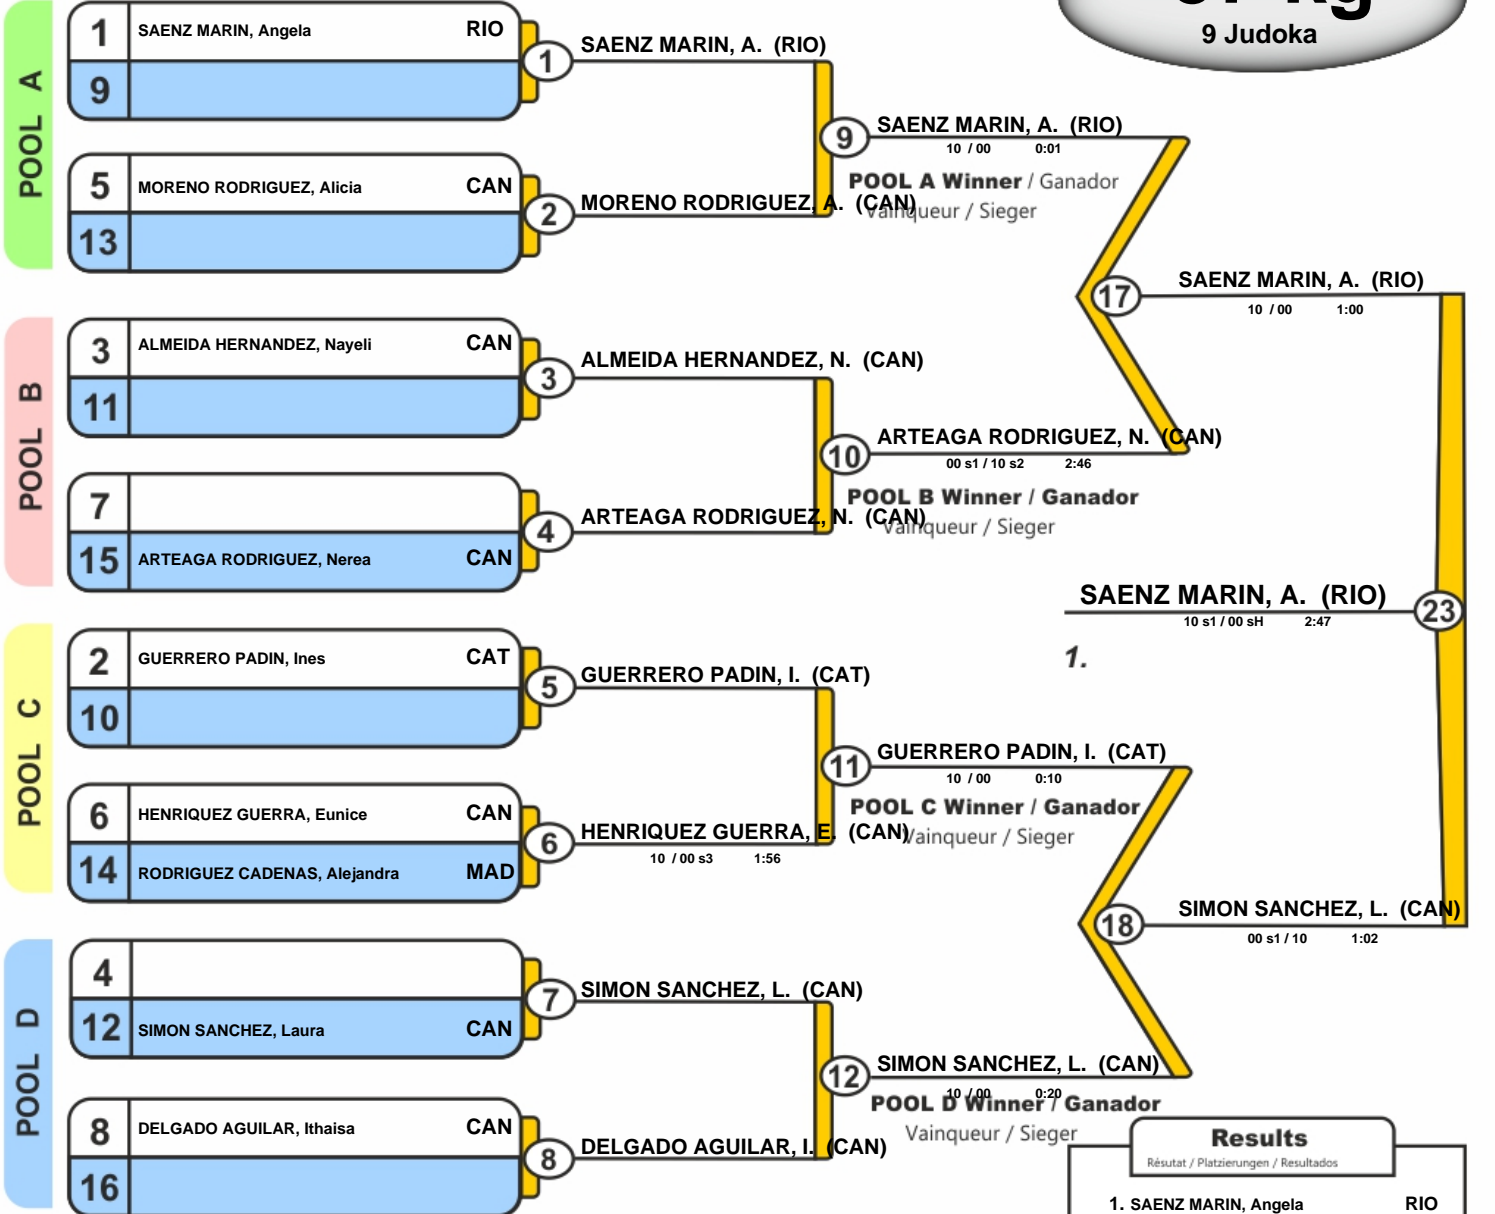 9 Judoka
POOL A
1 SAENZ MARIN, Angela RIO
9
1 SAENZ MARIN, A. (RIO)
5 MORENO RODRIGUEZ, Alicia CAN
13
2 MORENO RODRIGUEZ, A. (CAN)
9 SAENZ MARIN, A. (RIO)
10 / 00 0:01
POOL A Winner / Ganador
Vainqueur / Sieger
POOL B
3 ALMEIDA HERNANDEZ, Nayeli CAN
11
3 ALMEIDA HERNANDEZ, N. (CAN)
7
15 ARTEAGA RODRIGUEZ, Nerea CAN
4 ARTEAGA RODRIGUEZ, N. (CAN)
10 ARTEAGA RODRIGUEZ, N. (CAN)
00 s1 / 10 s2 2:46
POOL B Winner / Ganador
Vainqueur / Sieger
17 SAENZ MARIN, A. (RIO)
10 / 00 1:00
SAENZ MARIN, A. (RIO) 23
10 s1 / 00 sH 2:47
1.
POOL C
2 GUERRERO PADIN, Ines CAT
10
5 GUERRERO PADIN, I. (CAT)
6 HENRIQUEZ GUERRA, Eunice CAN
14 RODRIGUEZ CADENAS, Alejandra MAD
6 HENRIQUEZ GUERRA, E. (CAN)
10 / 00 s3 1:56
11 GUERRERO PADIN, I. (CAT)
10 / 00 0:10
POOL C Winner / Ganador
Vainqueur / Sieger
POOL D
4
12 SIMON SANCHEZ, Laura CAN
7 SIMON SANCHEZ, L. (CAN)
8 DELGADO AGUILAR, Ithaisa CAN
16
8 DELGADO AGUILAR, I. (CAN)
12 SIMON SANCHEZ, L. (CAN)
10 / 00 0:20
POOL D Winner / Ganador
Vainqueur / Sieger
18 SIMON SANCHEZ, L. (CAN)
00 s1 / 10 1:02
Results
Résutat / Platzierungen / Resultados
1. SAENZ MARIN, Angela RIO